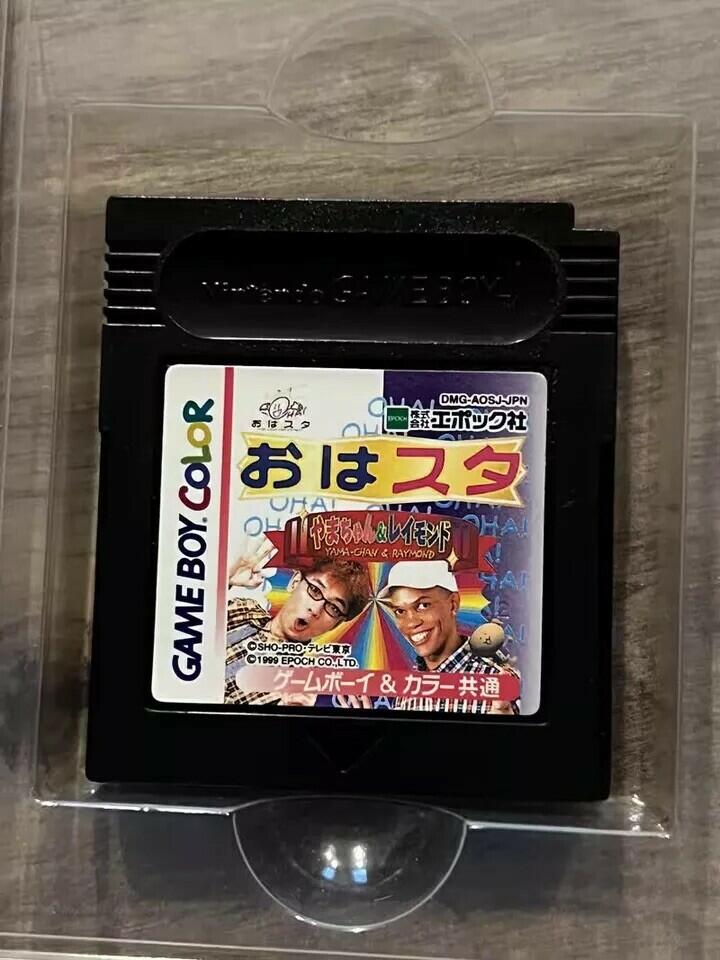 Nintendo GAME BOY
GAME BOY COLOR
DMG-AOSJ-JPN
おはスタ
EPOCH 株式会社 エポック社
おはスタ
やまちゃん&レイモンド
YAMA-CHAN & RAYMOND
OHA!
OHA!
OHA!
OHA!
©SHO-PRO・テレビ東京
©1999 EPOCH CO.,LTD.
ゲームボーイ & カラー共通